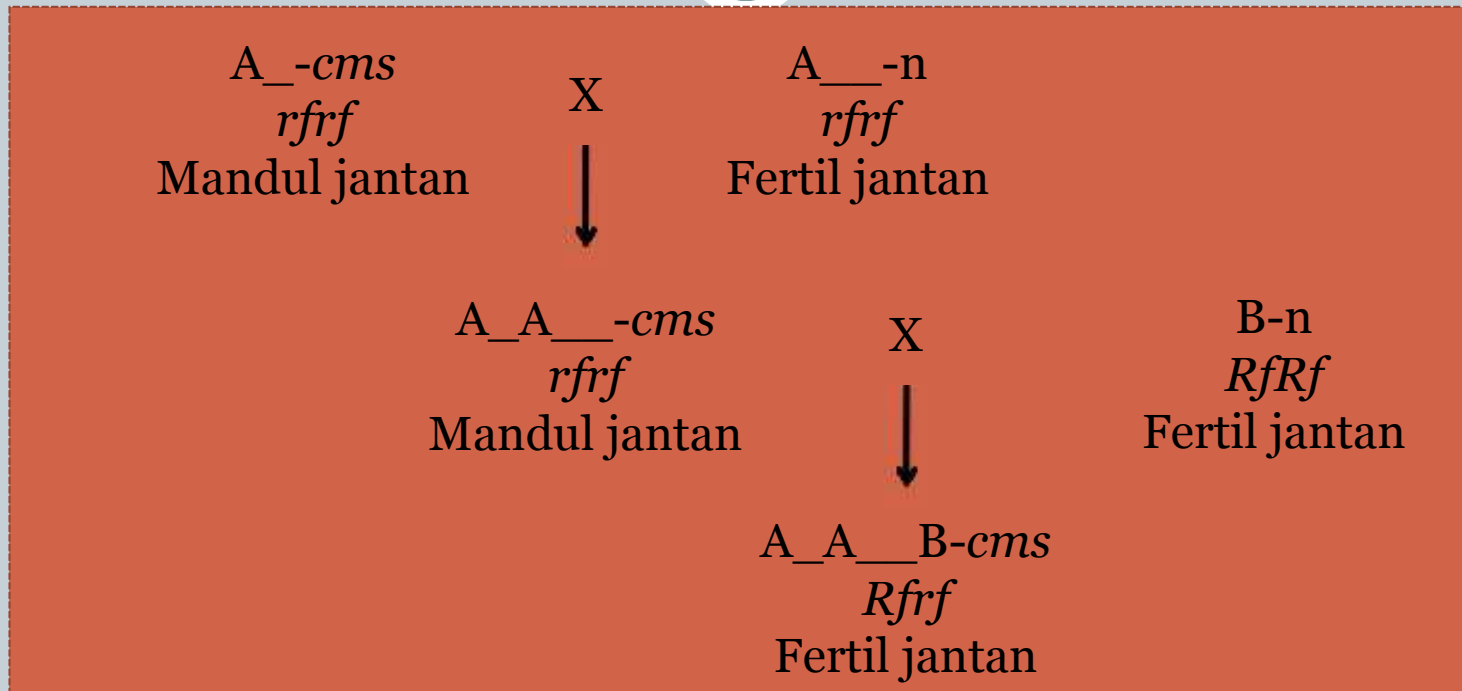 A_-cms
rfrf
Mandul jantan
X
A__-n
rfrf
Fertil jantan
A_A__-cms
rfrf
Mandul jantan
X
B-n
RfRf
Fertil jantan
A_A__B-cms
Rfrf
Fertil jantan